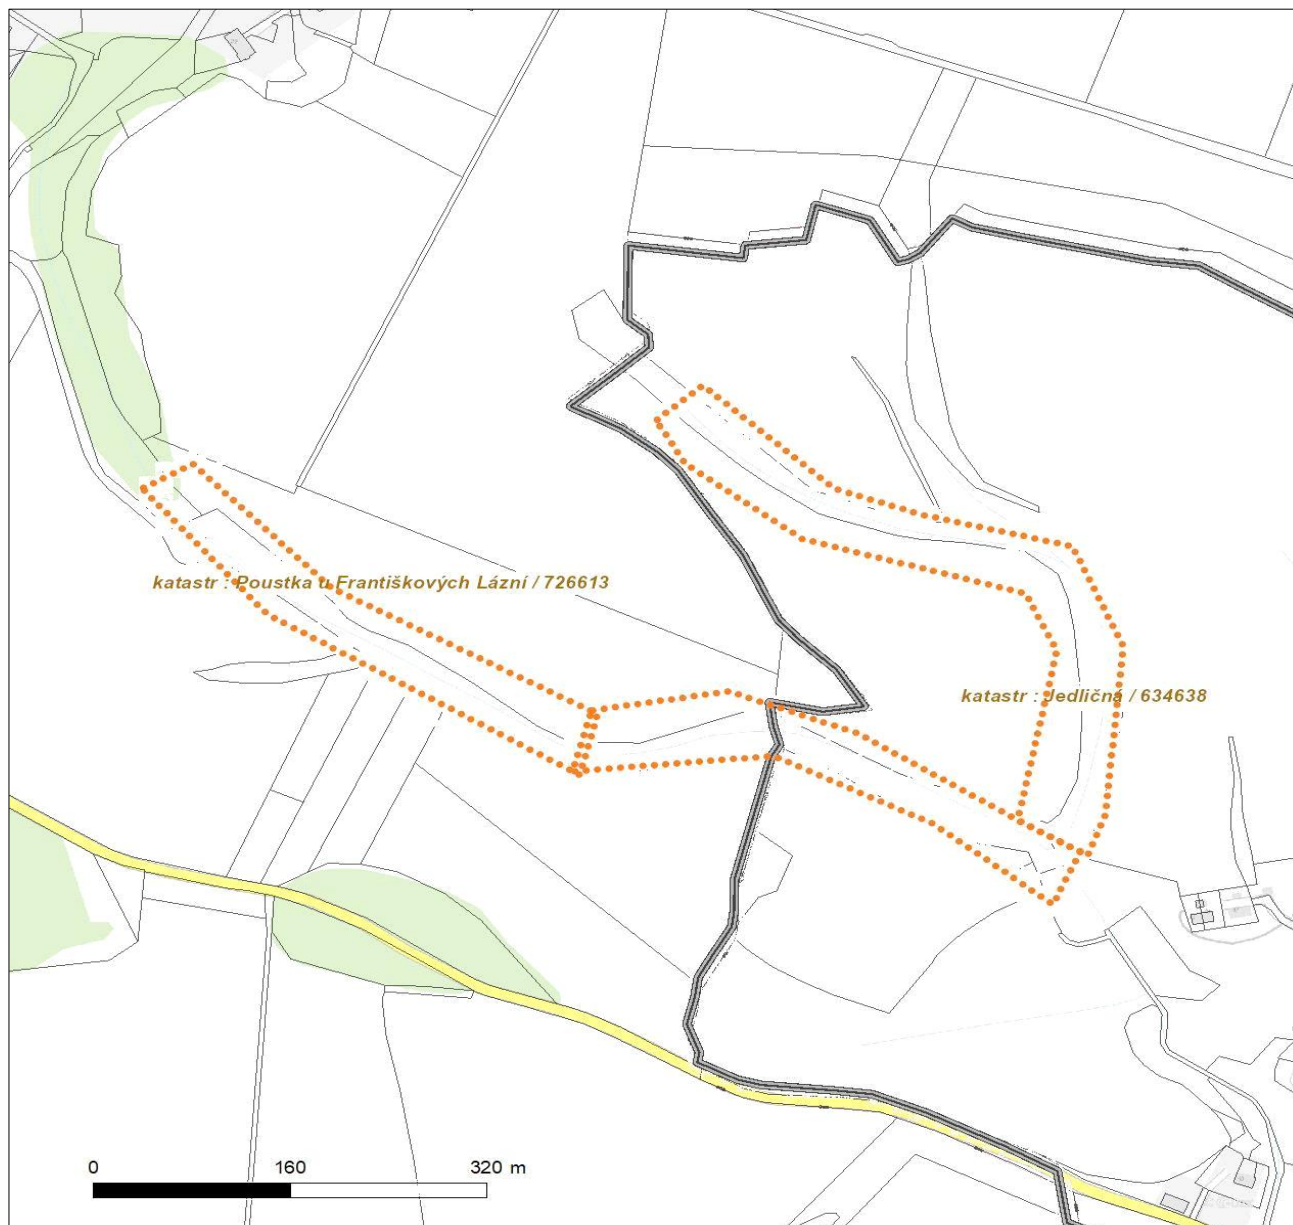 katastr : Poustka u Františkových Lázní / 726613
katastr : Jedličná / 634638
0 160 320 m